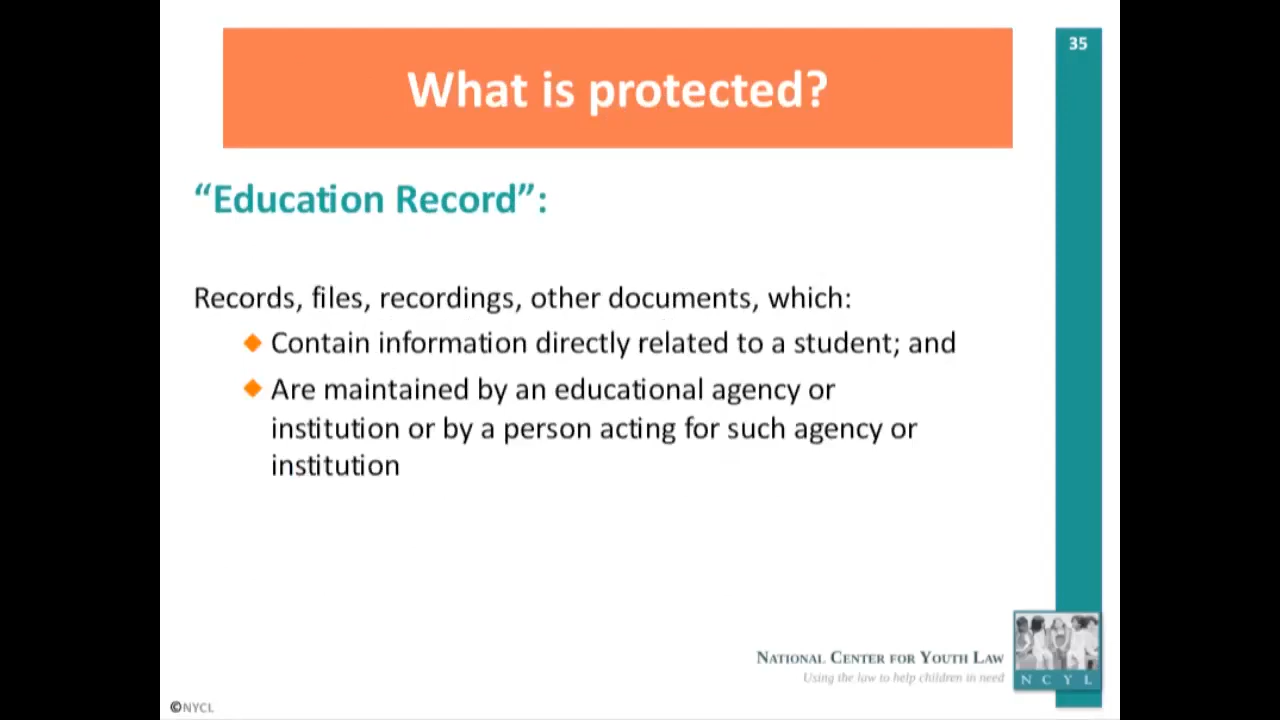 35
What is protected?
“Education Record”:
Records, files, recordings, other documents, which:
Contain information directly related to a student; and
Are maintained by an educational agency or
institution or by a person acting for such agency or
institution
National Center for Youth Law
Using the law to help children in need
NCYL
©NYCL